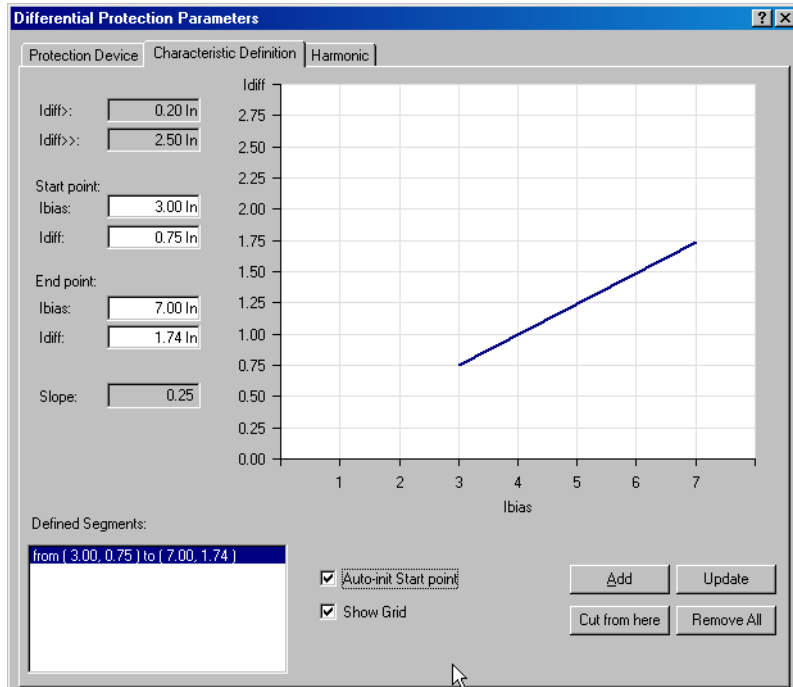 Differential Protection Parameters
Protection Device
Characteristic Definition
Harmonic
Idiff>: 0.20 In
Idiff>>: 2.50 In
Start point:
Ibias: 3.00 In
Idiff: 0.75 In
End point:
Ibias: 7.00 In
Idiff: 1.74 In
Slope: 0.25
Idiff
2.75
2.50
2.25
2.00
1.75
1.50
1.25
1.00
0.75
0.50
0.25
0.00
1 2 3 4 5 6 7
Ibias
Defined Segments:
from ( 3.00, 0.75 ) to ( 7.00, 1.74 )
Auto-init Start point
Show Grid
Add
Update
Cut from here
Remove All